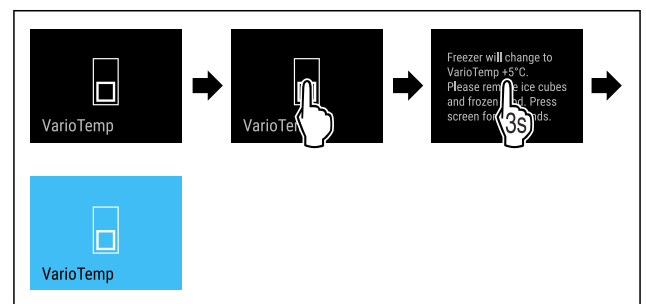 VarioTemp
VarioTe
Freezer will change to
VarioTemp +5°C.
Please rem e ice cubes
and frozen d. Press
screen for nds.
3s
VarioTemp